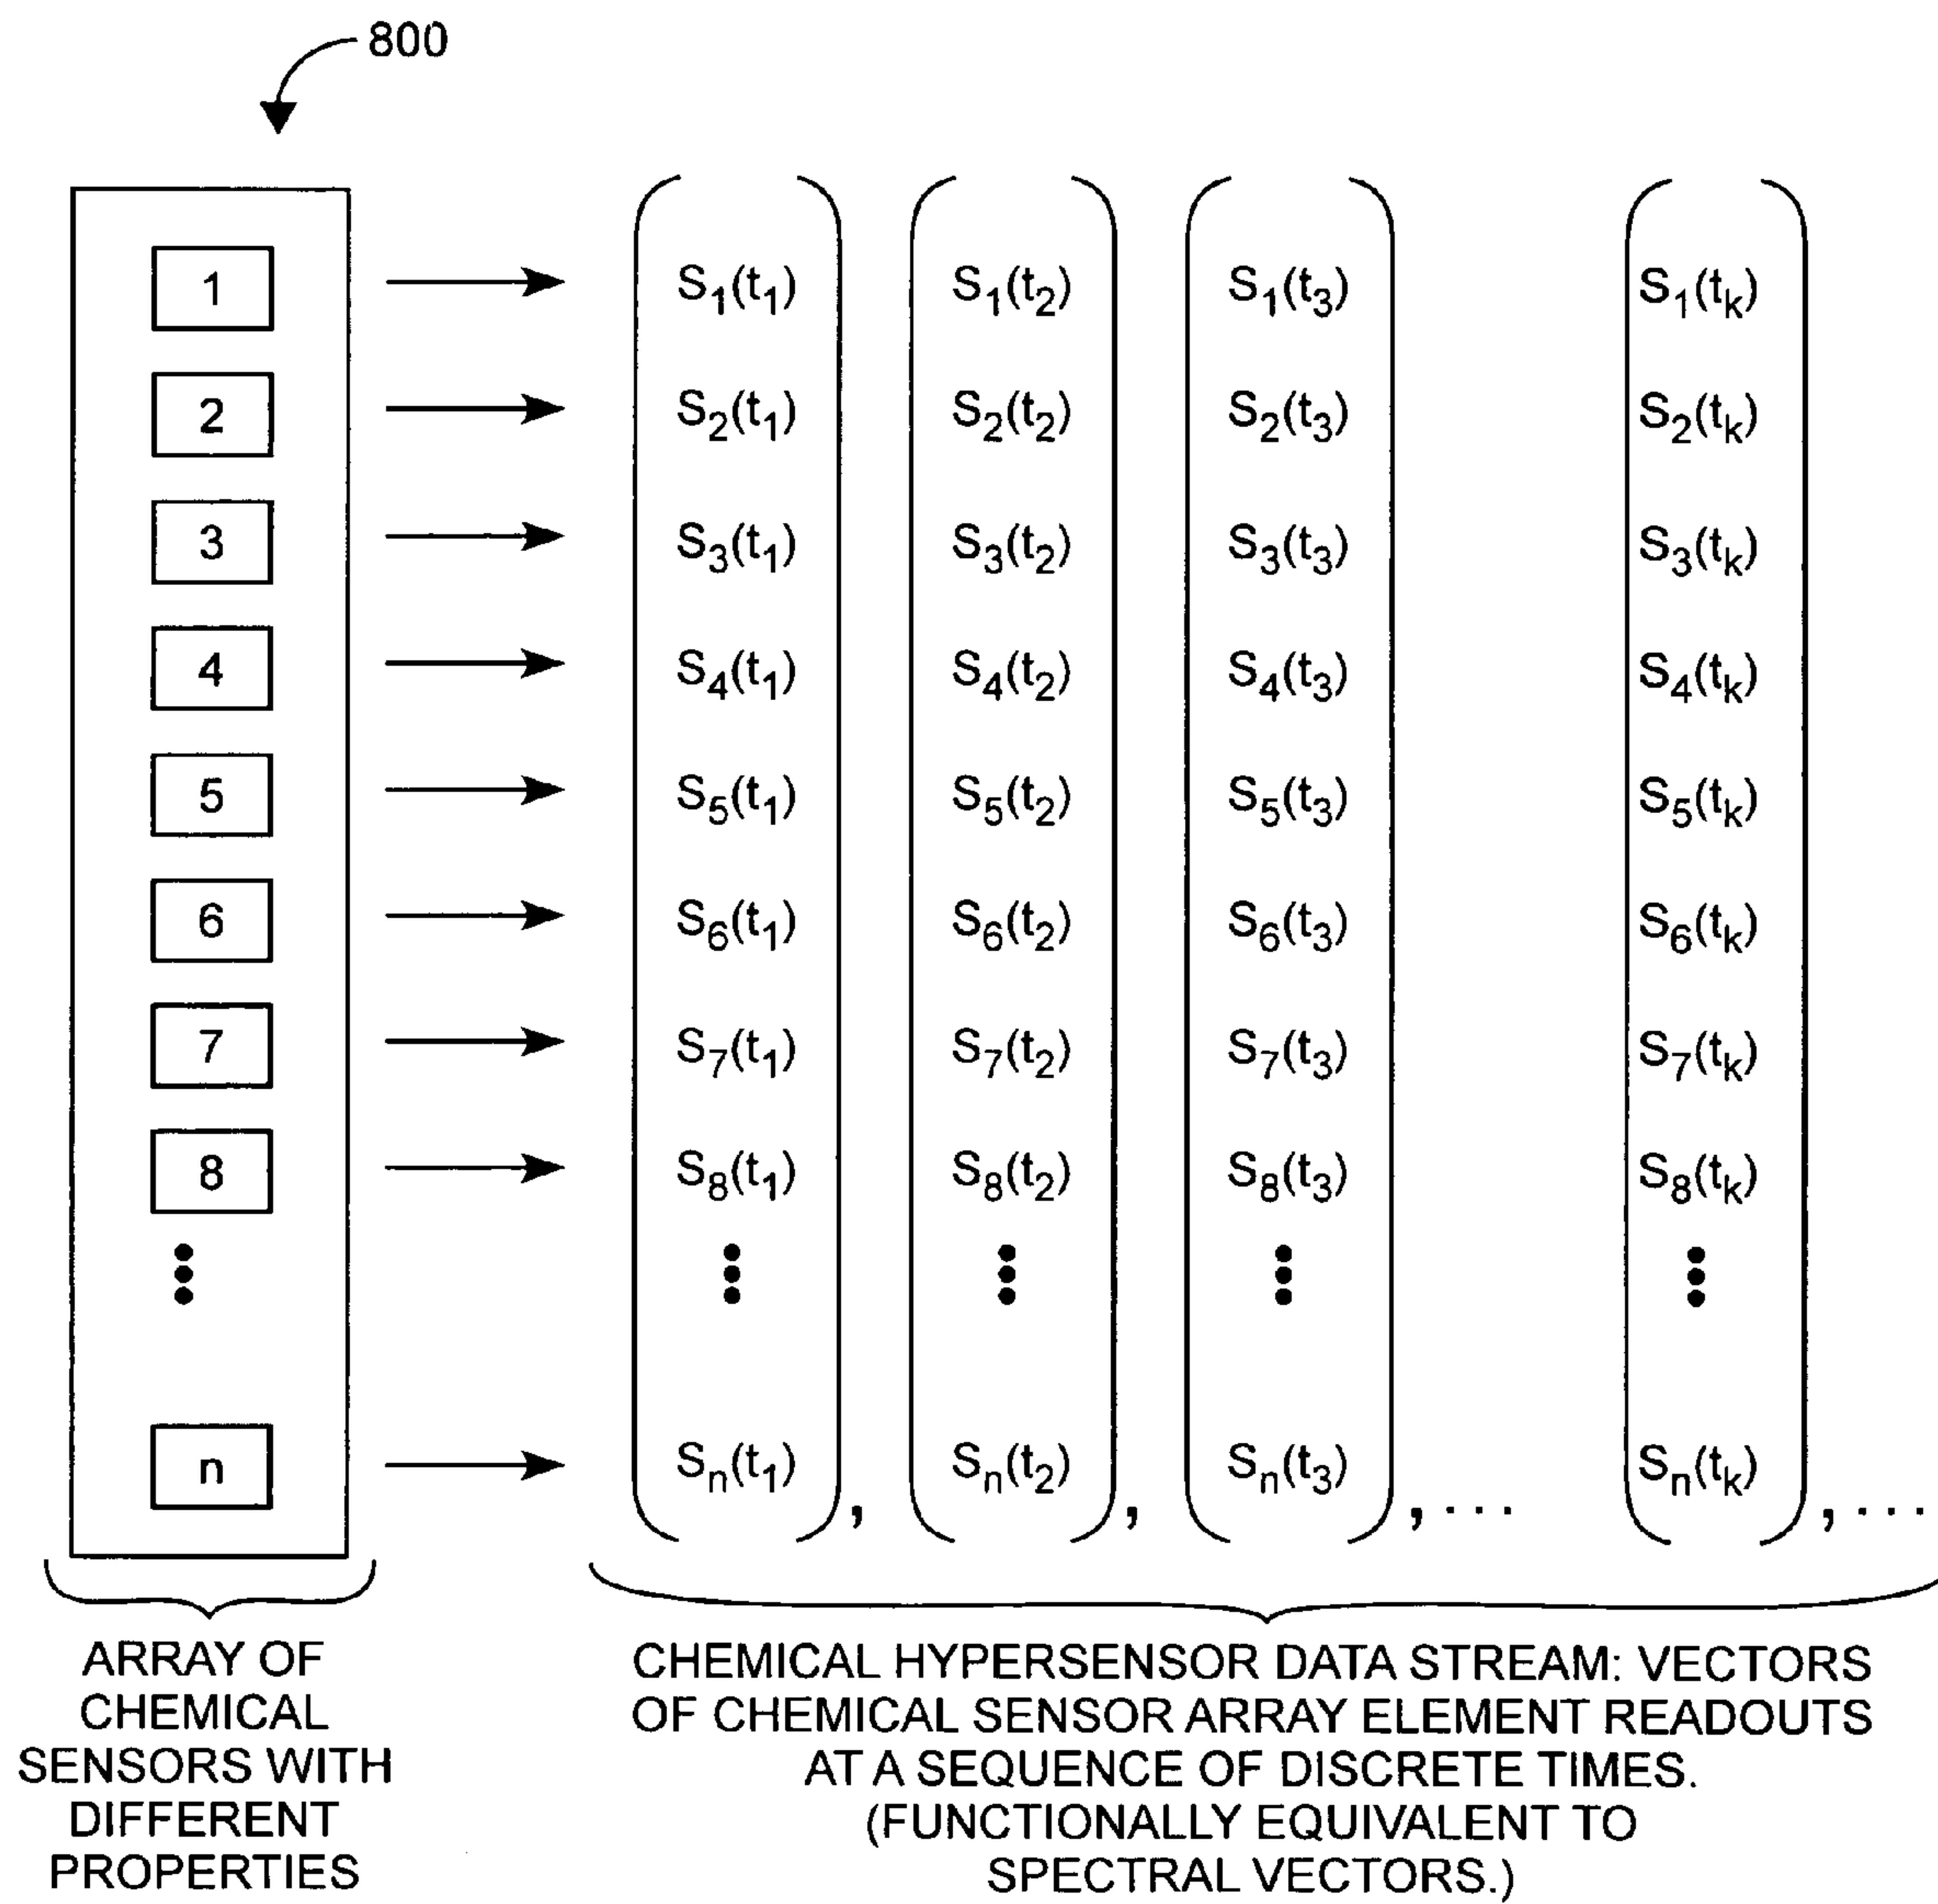 800
1 S₁(t₁) S₁(t₂) S₁(t₃) S₁(tₖ)
2 S₂(t₁) S₂(t₂) S₂(t₃) S₂(tₖ)
3 S₃(t₁) S₃(t₂) S₃(t₃) S₃(tₖ)
4 S₄(t₁) S₄(t₂) S₄(t₃) S₄(tₖ)
5 S₅(t₁) S₅(t₂) S₅(t₃) S₅(tₖ)
6 S₆(t₁) S₆(t₂) S₆(t₃) S₆(tₖ)
7 S₇(t₁) S₇(t₂) S₇(t₃) S₇(tₖ)
8 S₈(t₁) S₈(t₂) S₈(t₃) S₈(tₖ)
n Sₙ(t₁), Sₙ(t₂), Sₙ(t₃), ... Sₙ(tₖ), ...
ARRAY OF
CHEMICAL
SENSORS WITH
DIFFERENT
PROPERTIES
CHEMICAL HYPERSENSOR DATA STREAM: VECTORS
OF CHEMICAL SENSOR ARRAY ELEMENT READOUTS
AT A SEQUENCE OF DISCRETE TIMES.
(FUNCTIONALLY EQUIVALENT TO
SPECTRAL VECTORS.)